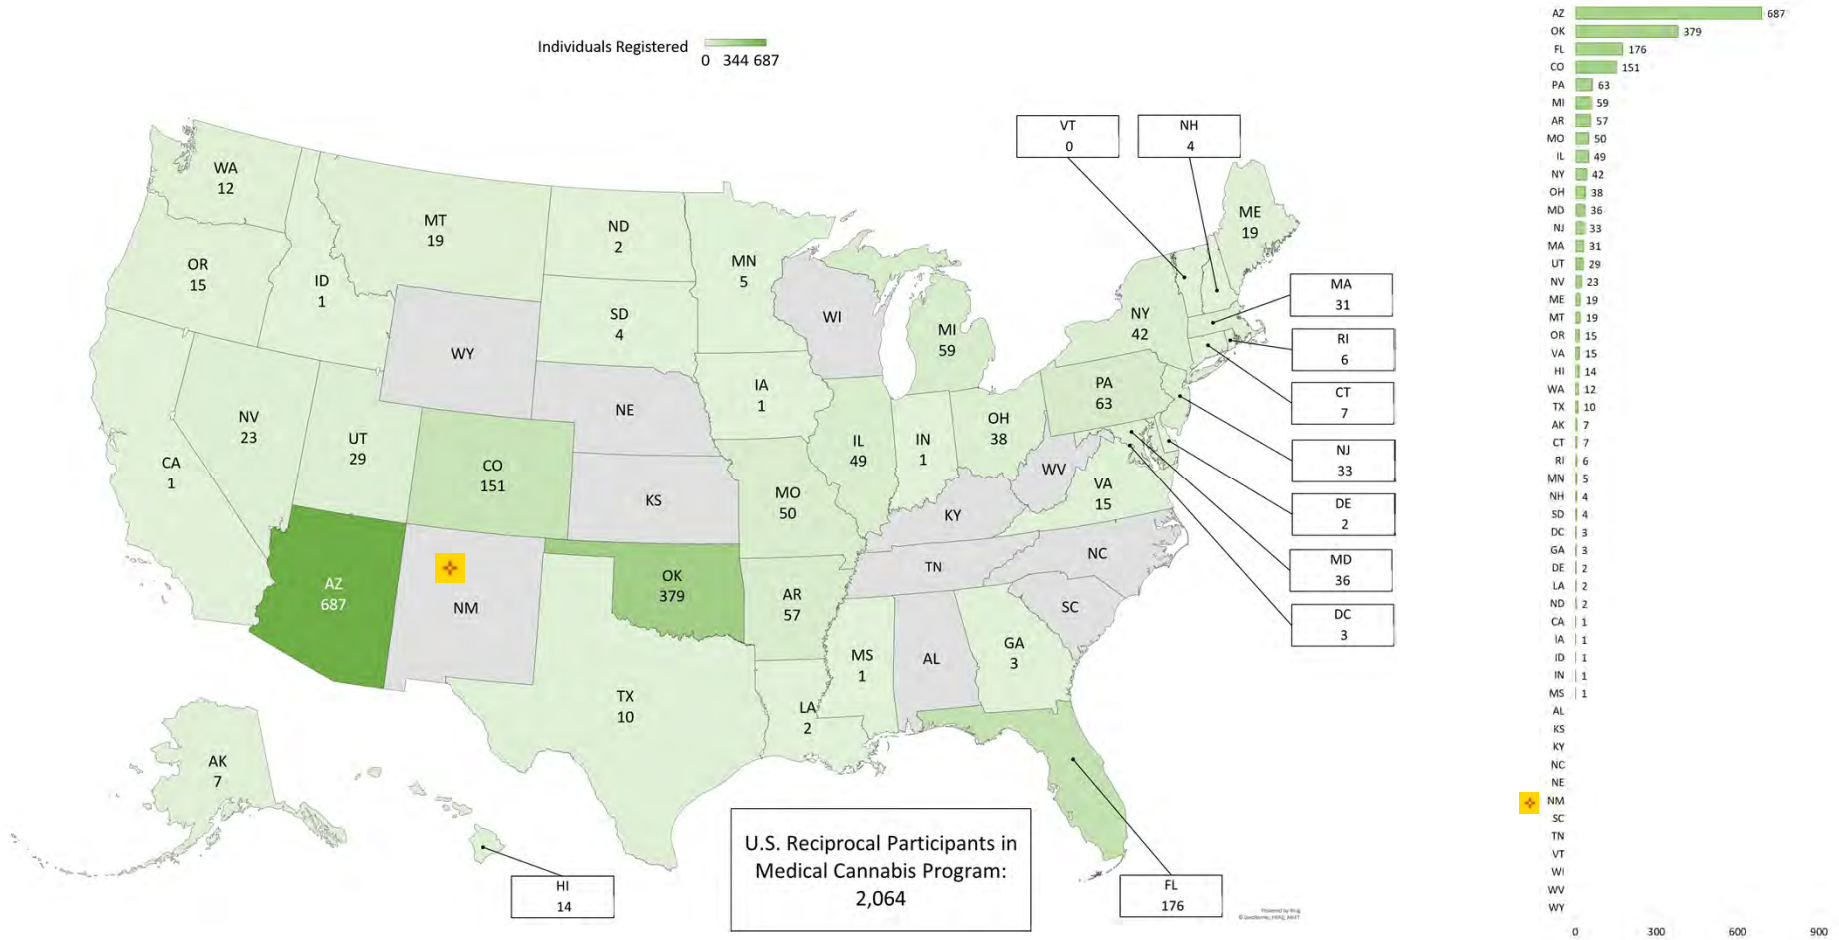 Individuals Registered
0 344 687
WA
12
MT
19
ND
2
MN
5
VT
0
NH
4
ME
19
OR
15
ID
1
SD
4
WI
MI
59
NY
42
MA
31
RI
6
WY
IA
1
NE
PA
63
CT
7
NV
23
UT
29
CO
151
IL
49
IN
1
OH
38
NJ
33
CA
1
KS
MO
50
WV
VA
15
KY
DE
2
NC
TN
MD
36
AZ
687
NM
OK
379
AR
57
SC
DC
3
MS
1
AL
GA
3
TX
10
LA
2
AK
7
HI
14
FL
176
U.S. Reciprocal Participants in
Medical Cannabis Program:
2,064
Powered by Bing
© GeoNames, HERE, MSFT
AZ 687
OK 379
FL 176
CO 151
PA 63
MI 59
AR 57
MO 50
IL 49
NY 42
OH 38
MD 36
NJ 33
MA 31
UT 29
NV 23
ME 19
MT 19
OR 15
VA 15
HI 14
WA 12
TX 10
AK 7
CT 7
RI 6
MN 5
NH 4
SD 4
DC 3
GA 3
DE 2
LA 2
ND 2
CA 1
IA 1
ID 1
IN 1
MS 1
AL
KS
KY
NC
NE
NM
SC
TN
VT
WI
WV
WY
0 300 600 900